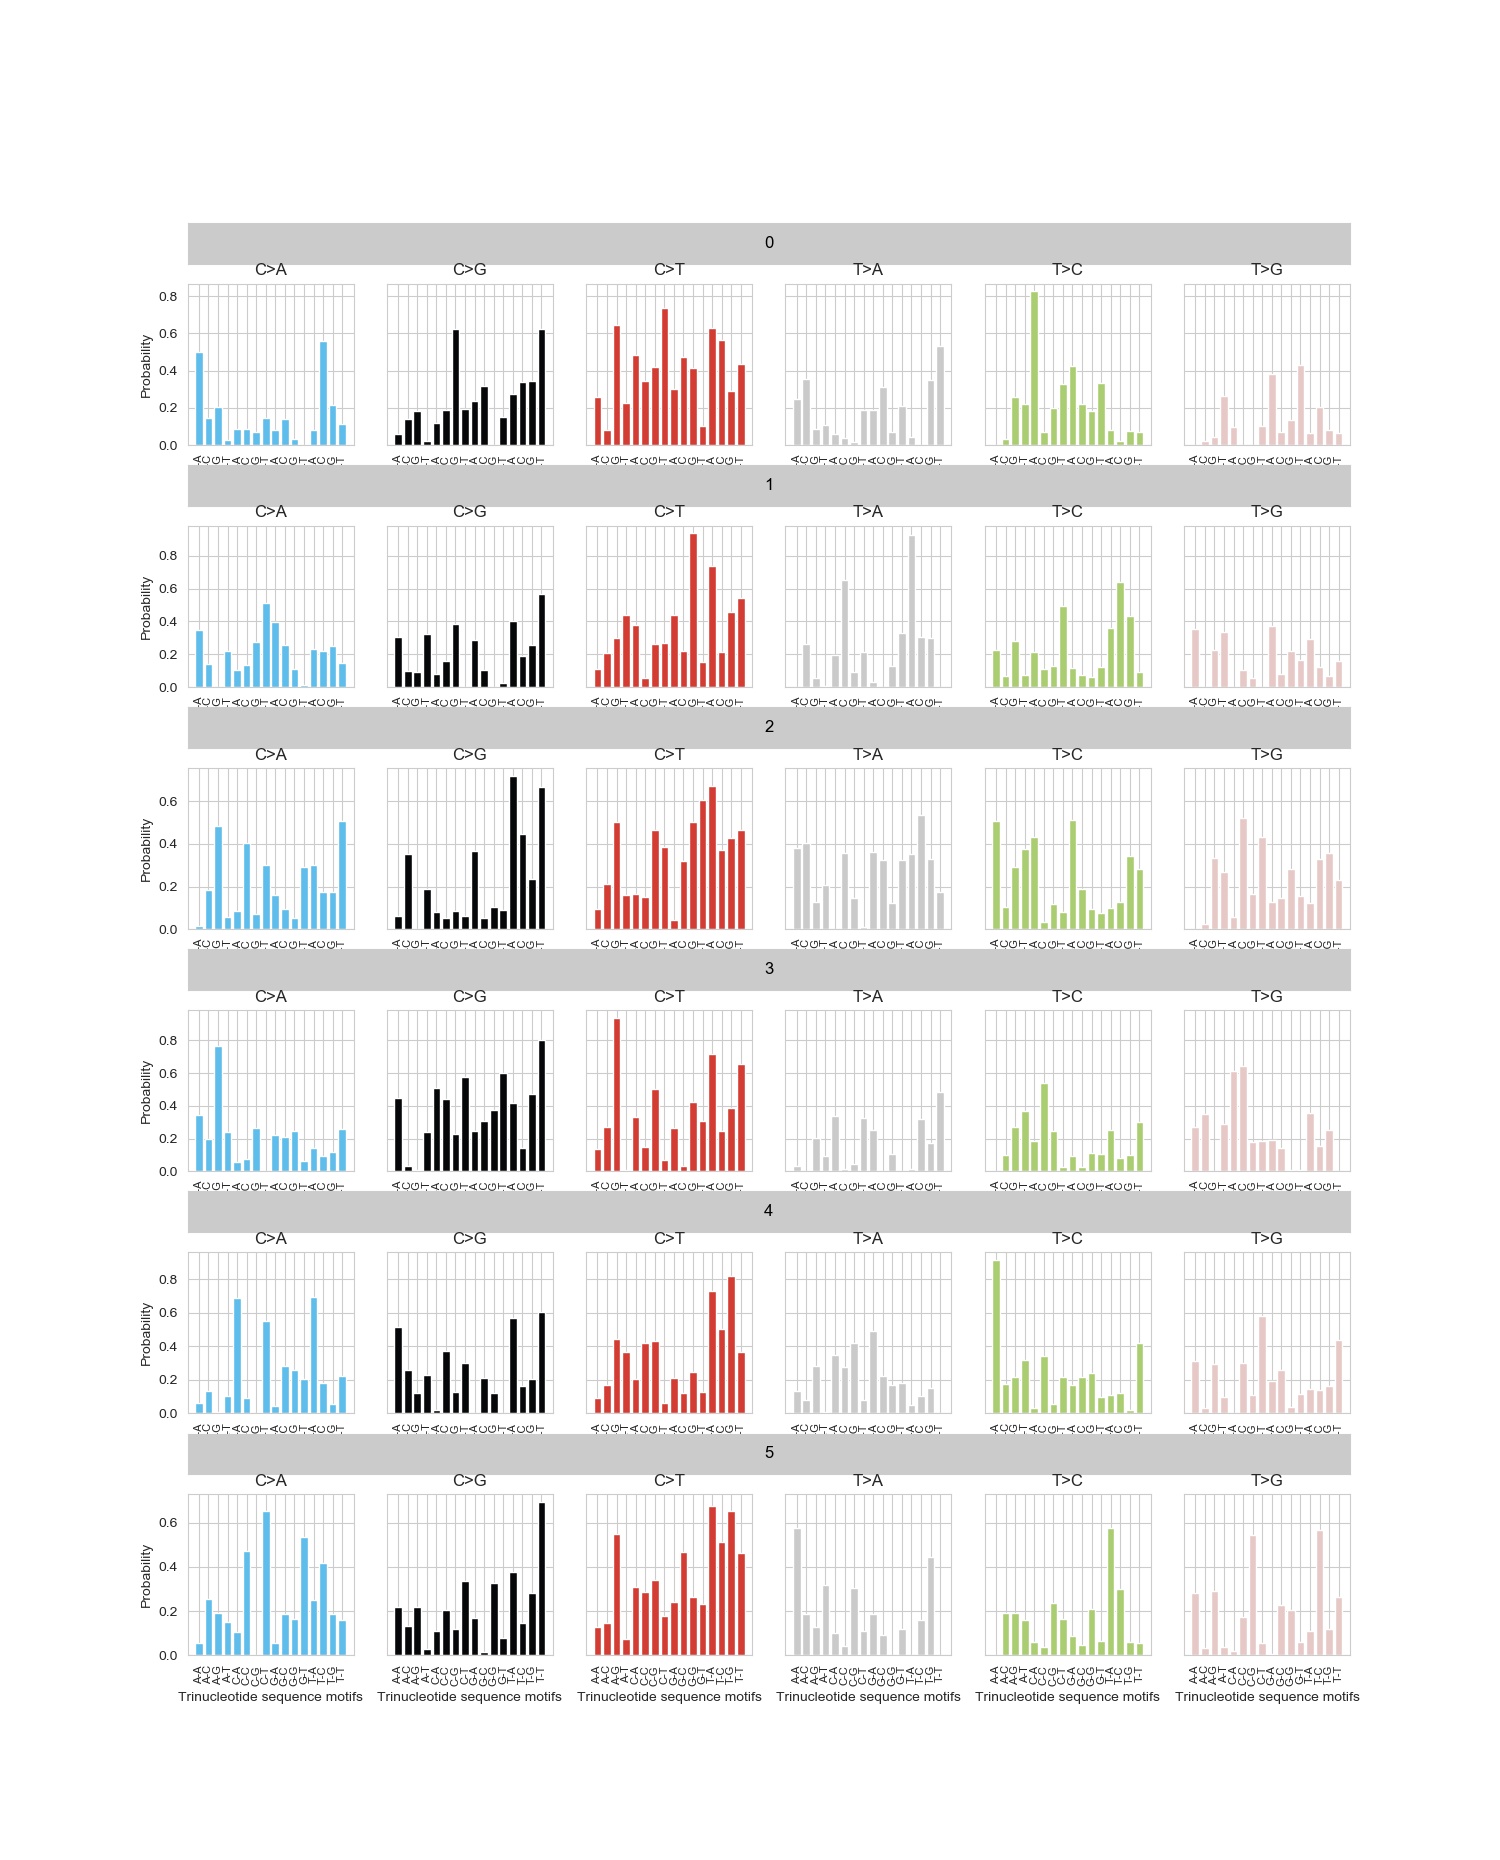 0
C>A C>G C>T T>A T>C T>G
Probability
0.8
0.6
0.4
0.2
0.0
1
C>A C>G C>T T>A T>C T>G
Probability
0.8
0.6
0.4
0.2
0.0
2
C>A C>G C>T T>A T>C T>G
Probability
0.6
0.4
0.2
0.0
3
C>A C>G C>T T>A T>C T>G
Probability
0.8
0.6
0.4
0.2
0.0
4
C>A C>G C>T T>A T>C T>G
Probability
0.8
0.6
0.4
0.2
0.0
5
C>A C>G C>T T>A T>C T>G
Probability
0.6
0.4
0.2
0.0
A-A A-C A-G A-T C-A C-C C-G C-T G-A G-C G-G G-T T-A T-C T-G T-T
A-A A-C A-G A-T C-A C-C C-G C-T G-A G-C G-G G-T T-A T-C T-G T-T
A-A A-C A-G A-T C-A C-C C-G C-T G-A G-C G-G G-T T-A T-C T-G T-T
A-A A-C A-G A-T C-A C-C C-G C-T G-A G-C G-G G-T T-A T-C T-G T-T
A-A A-C A-G A-T C-A C-C C-G C-T G-A G-C G-G G-T T-A T-C T-G T-T
A-A A-C A-G A-T C-A C-C C-G C-T G-A G-C G-G G-T T-A T-C T-G T-T
Trinucleotide sequence motifs Trinucleotide sequence motifs Trinucleotide sequence motifs Trinucleotide sequence motifs Trinucleotide sequence motifs Trinucleotide sequence motifs